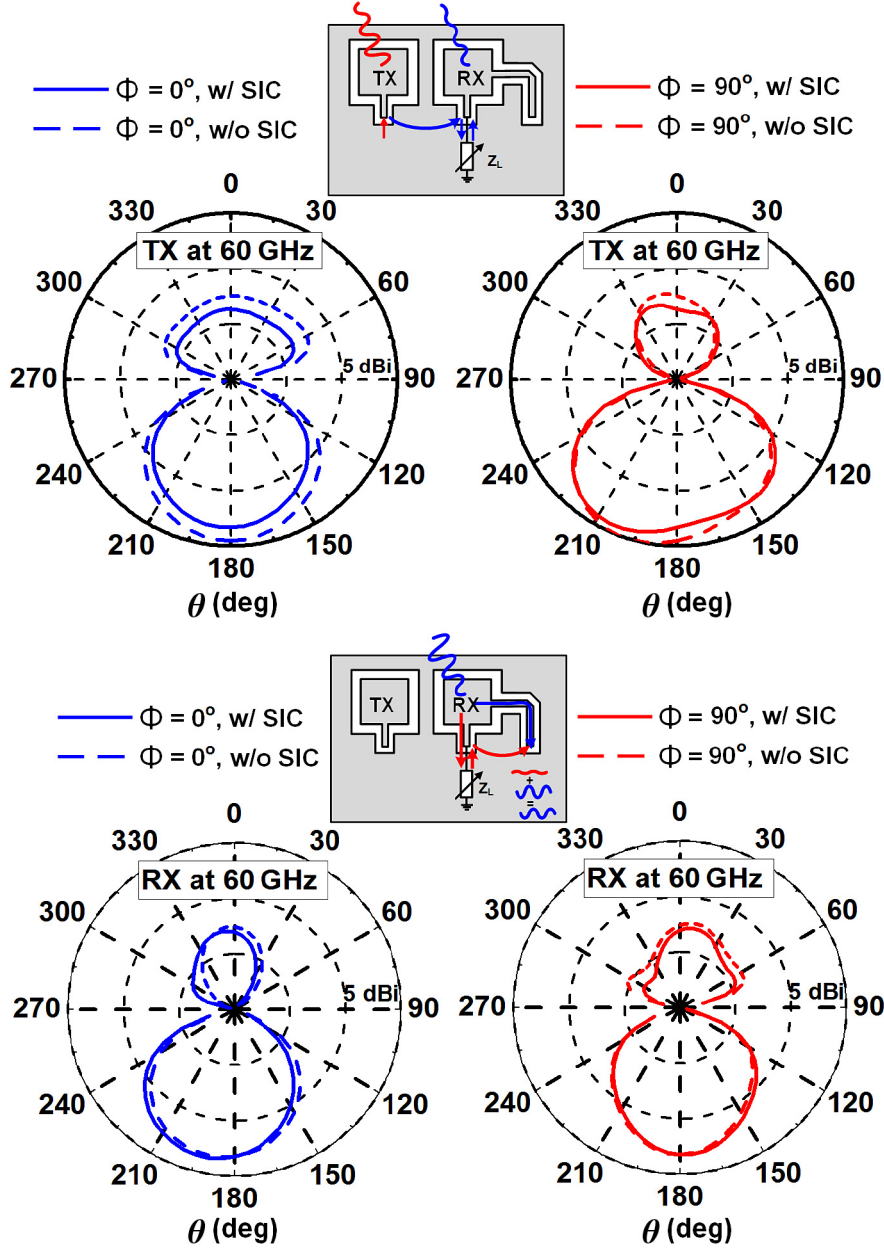 TX
RX
Z_L
Φ = 0°, w/ SIC
Φ = 0°, w/o SIC
Φ = 90°, w/ SIC
Φ = 90°, w/o SIC
0
330
30
TX at 60 GHz
300
60
270
5 dBi
90
240
120
210
150
180
θ (deg)
0
330
30
TX at 60 GHz
300
60
270
5 dBi
90
240
120
210
150
180
θ (deg)
TX
RX
Z_L
+
=
Φ = 0°, w/ SIC
Φ = 0°, w/o SIC
Φ = 90°, w/ SIC
Φ = 90°, w/o SIC
0
330
30
RX at 60 GHz
300
60
270
5 dBi
90
240
120
210
150
180
θ (deg)
0
330
30
RX at 60 GHz
300
60
270
5 dBi
90
240
120
210
150
180
θ (deg)